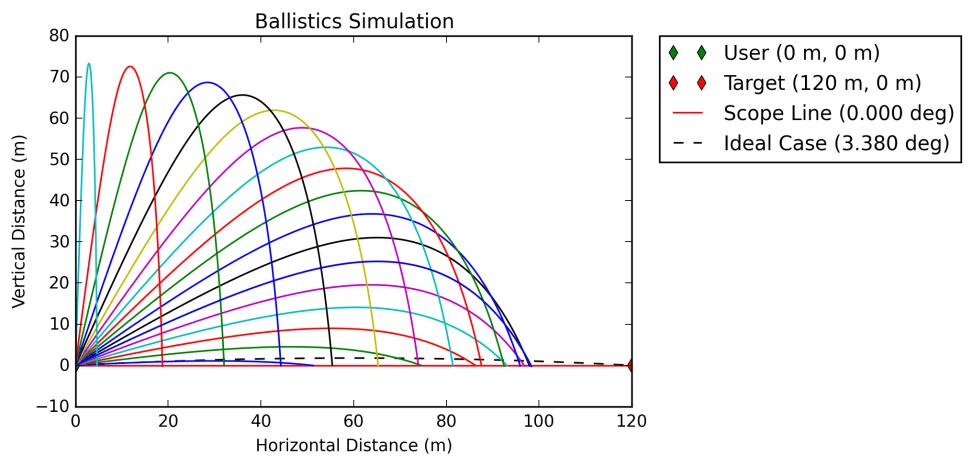 Ballistics Simulation
80
70
60
50
40
30
20
10
0
−10
Vertical Distance (m)
0 20 40 60 80 100 120
Horizontal Distance (m)
User (0 m, 0 m)
Target (120 m, 0 m)
Scope Line (0.000 deg)
Ideal Case (3.380 deg)